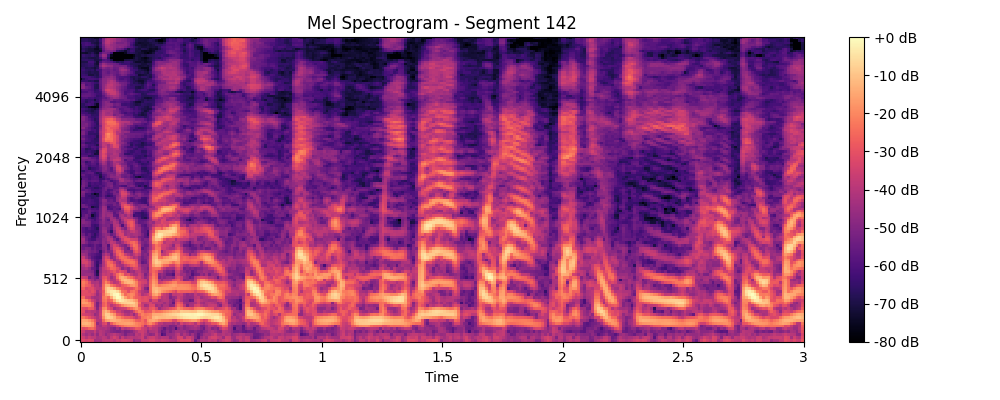 Mel Spectrogram - Segment 142
+0 dB
-10 dB
-20 dB
-30 dB
-40 dB
-50 dB
-60 dB
-70 dB
-80 dB
Frequency
4096
2048
1024
512
0
0 0.5 1 1.5 2 2.5 3
Time